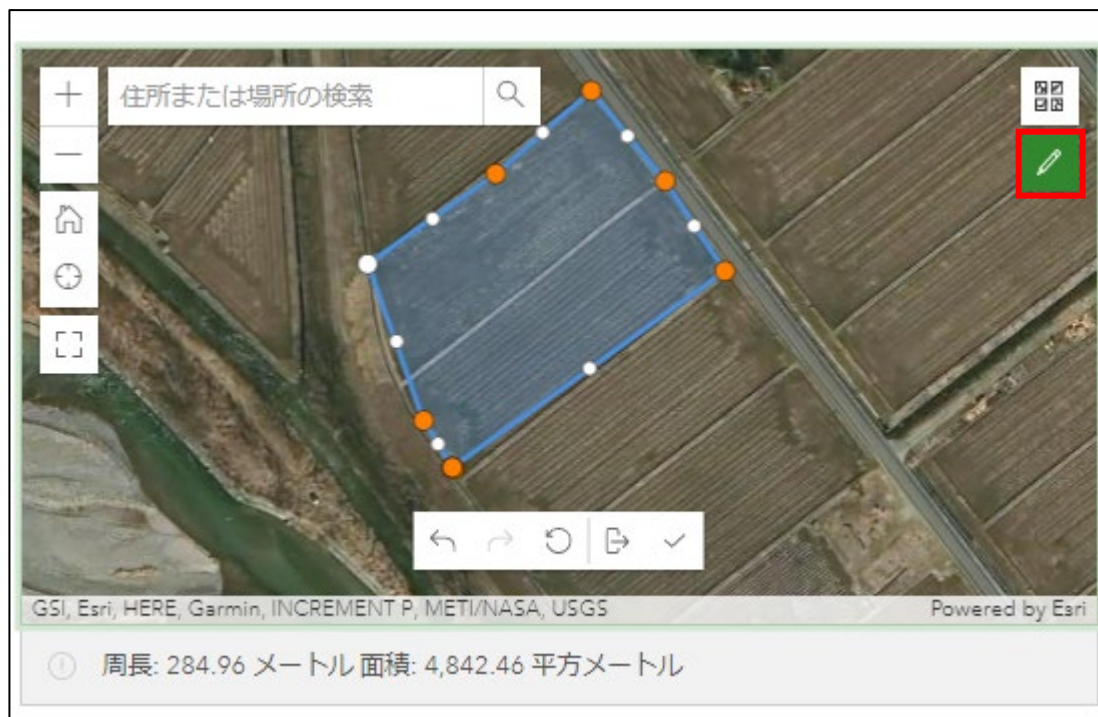 住所または場所の検索
GSI, Esri, HERE, Garmin, INCREMENT P, METI/NASA, USGS
Powered by Esri
周長: 284.96 メートル 面積: 4,842.46 平方メートル